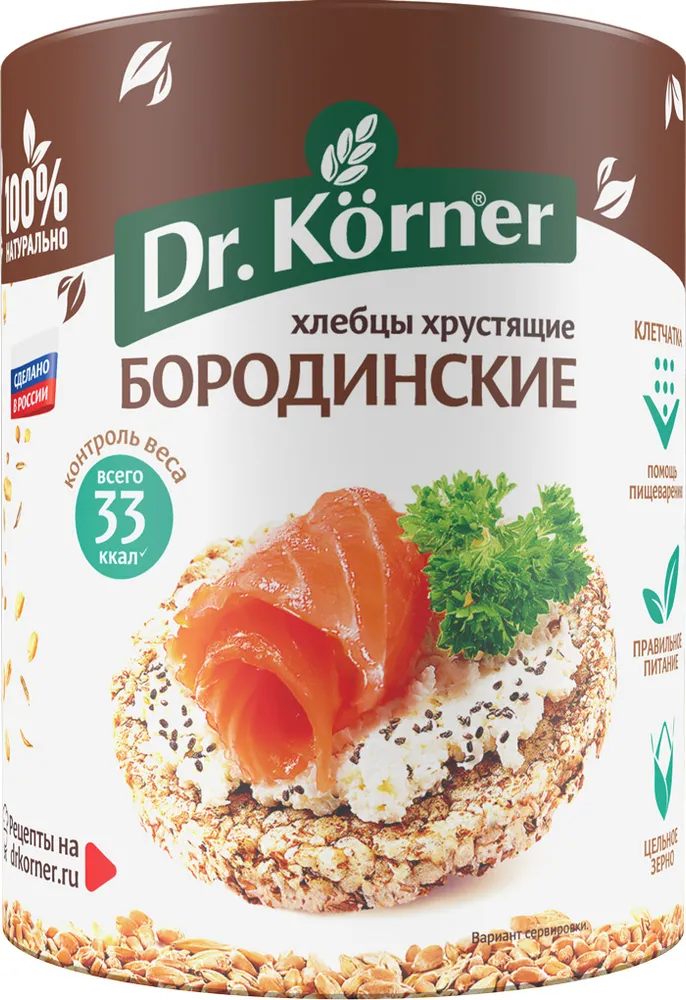 100%
НАТУРАЛЬНО
Dr. Körner®
хлебцы хрустящие
БОРОДИНСКИЕ
СДЕЛАНО
В РОССИИ
контроль веса
всего
33
ккал
КЛЕТЧАТКА
ПОМОЩЬ
ПИЩЕВАРЕНИЮ
ПРАВИЛЬНОЕ
ПИТАНИЕ
ЦЕЛЬНОЕ
ЗЕРНО
Рецепты на
drkorner.ru
Вариант сервировки.